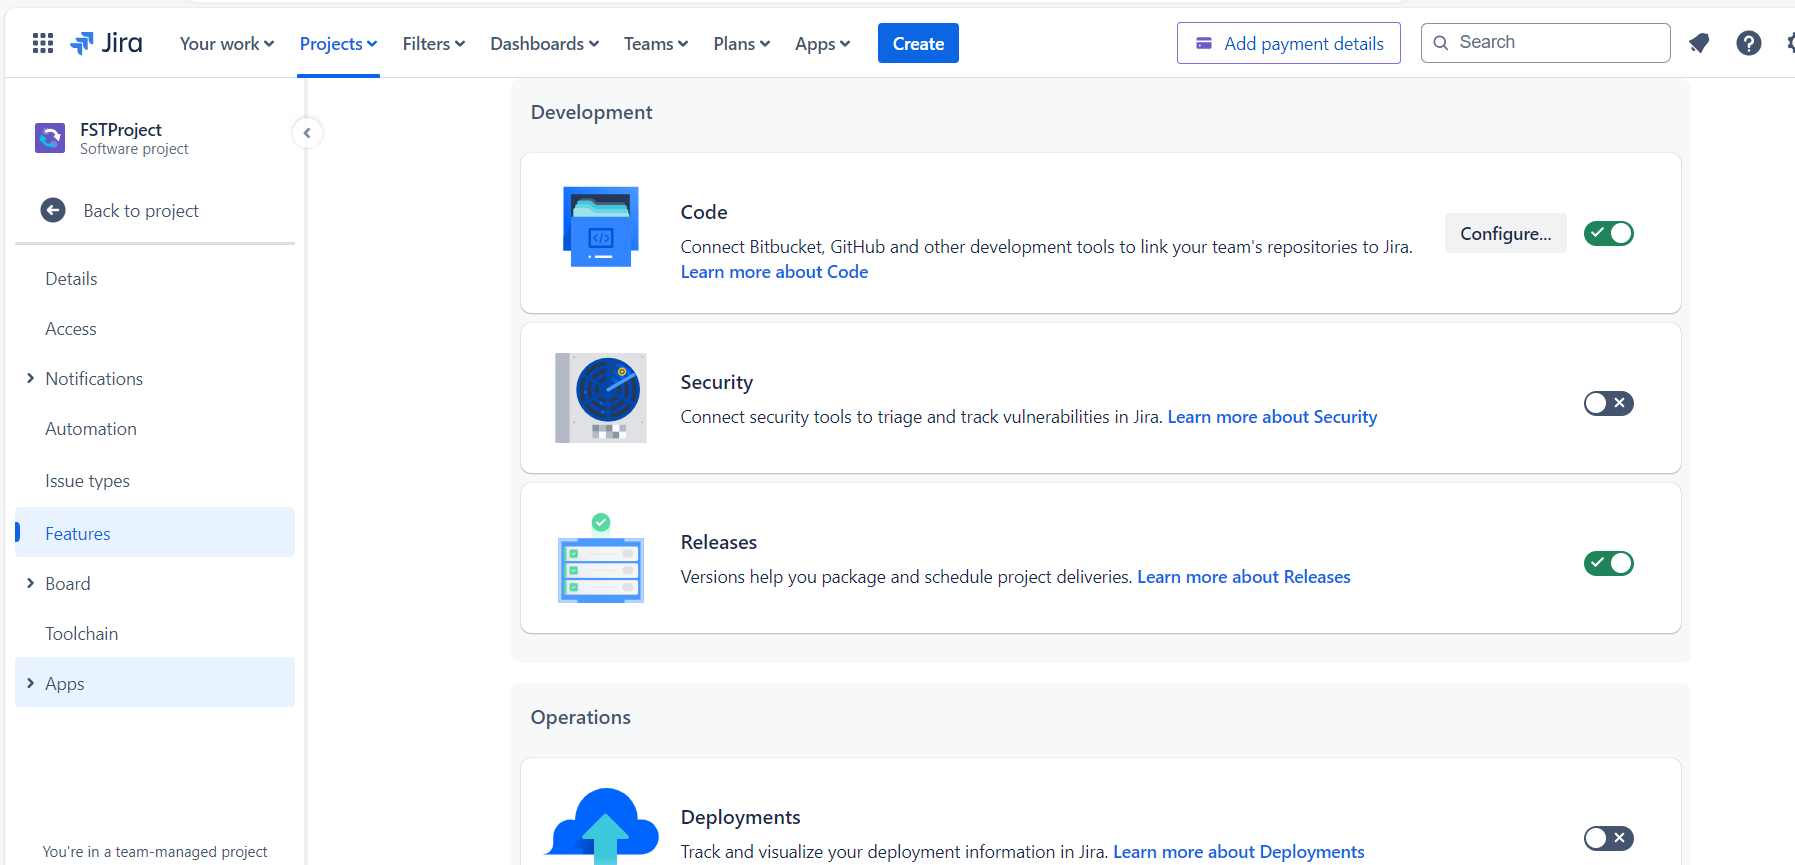 Jira Your work Projects Filters Dashboards Teams Plans Apps Create Add payment details Search
FSTProject
Software project
Back to project
Details
Access
Notifications
Automation
Issue types
Features
Board
Toolchain
Apps
You're in a team-managed project
Development
Code
Connect Bitbucket, GitHub and other development tools to link your team's repositories to Jira.
Learn more about Code
Configure...
Security
Connect security tools to triage and track vulnerabilities in Jira. Learn more about Security
Releases
Versions help you package and schedule project deliveries. Learn more about Releases
Operations
Deployments
Track and visualize your deployment information in Jira. Learn more about Deployments